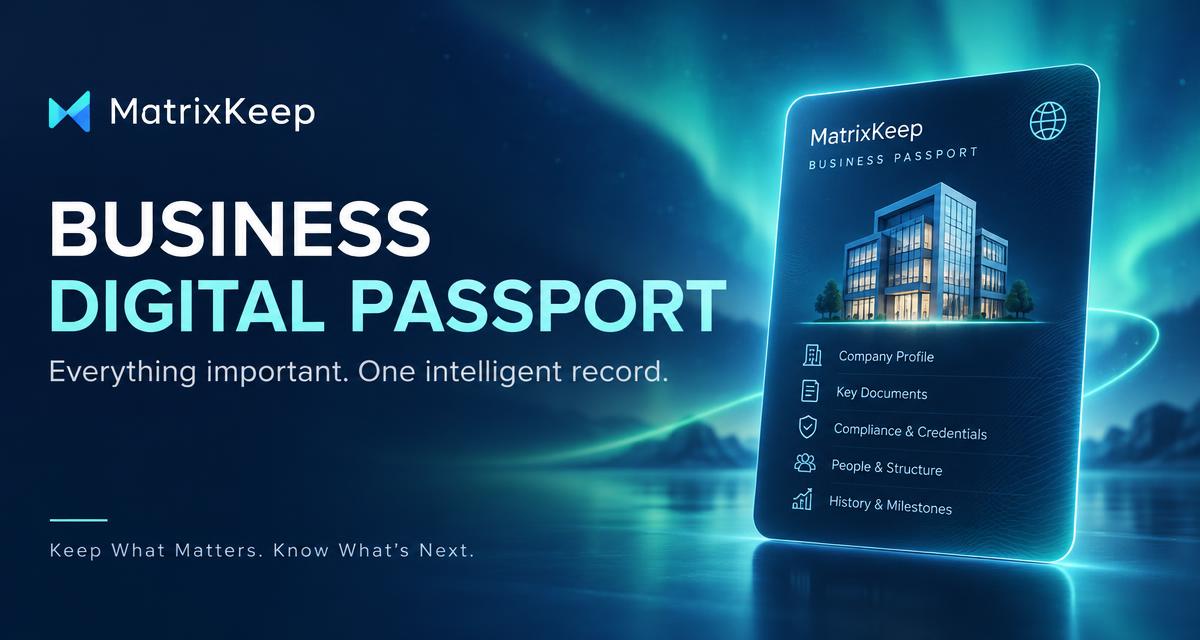 MatrixKeep
BUSINESS
DIGITAL PASSPORT
Everything important. One intelligent record.
Keep What Matters. Know What's Next.
MatrixKeep
BUSINESS PASSPORT
Company Profile
Key Documents
Compliance & Credentials
People & Structure
History & Milestones